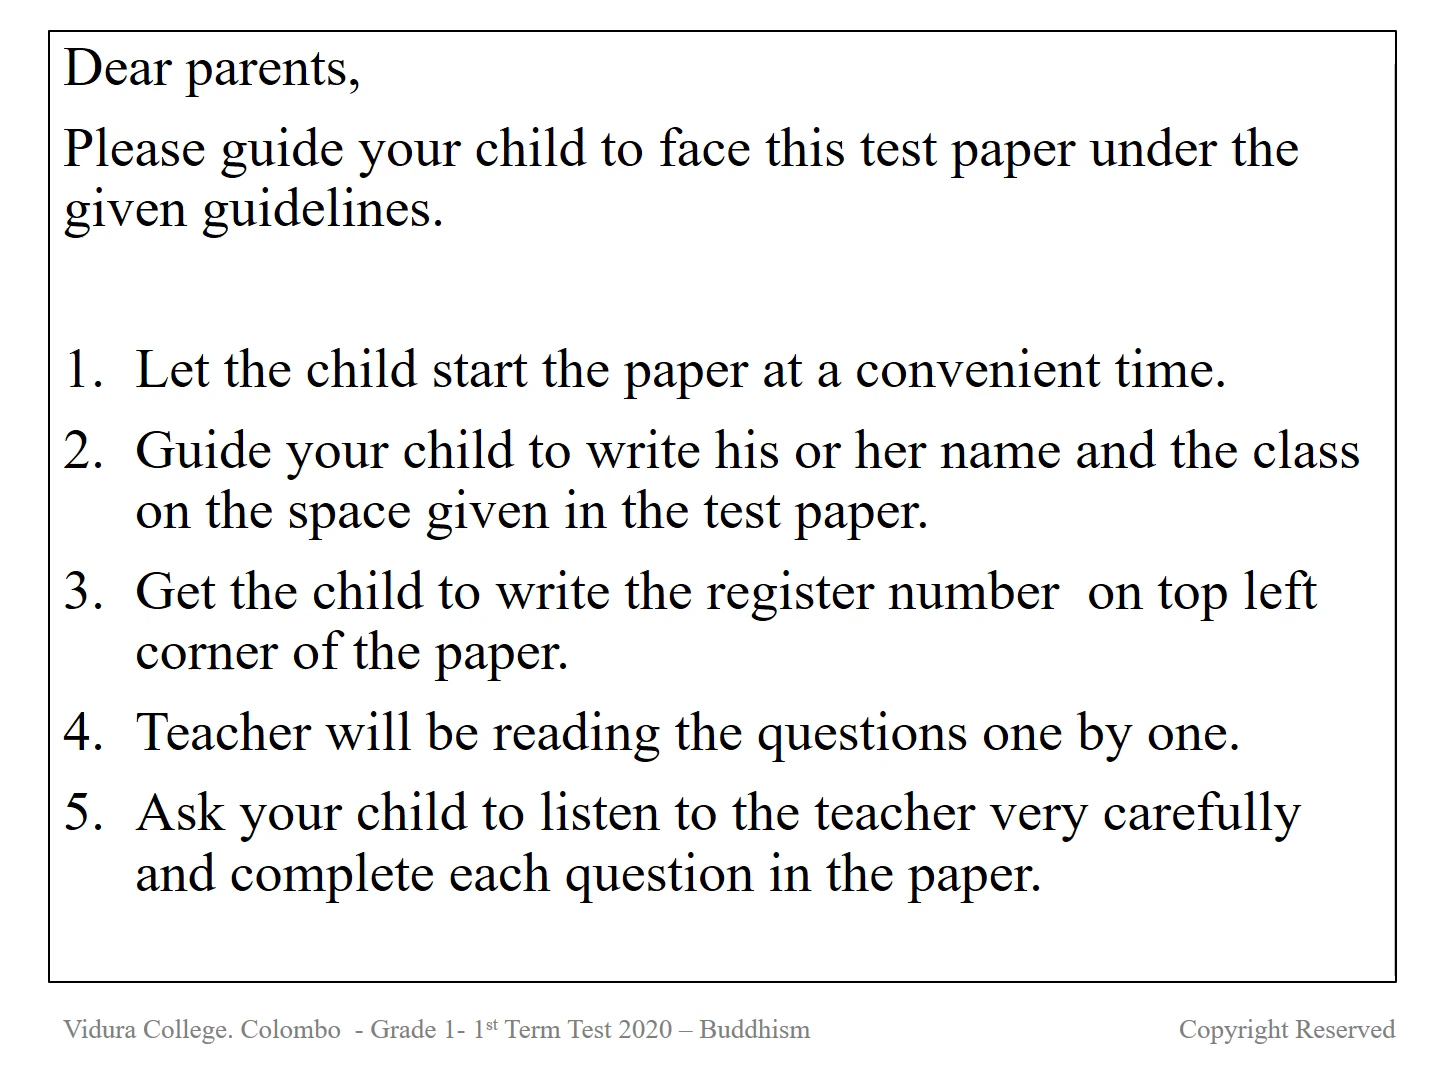 Dear parents,
Please guide your child to face this test paper under the
given guidelines.
1. Let the child start the paper at a convenient time.
2. Guide your child to write his or her name and the class
on the space given in the test paper.
3. Get the child to write the register number  on top left
corner of the paper.
4. Teacher will be reading the questions one by one.
5. Ask your child to listen to the teacher very carefully
and complete each question in the paper.
Vidura College. Colombo  - Grade 1- 1st Term Test 2020 – Buddhism
Copyright Reserved